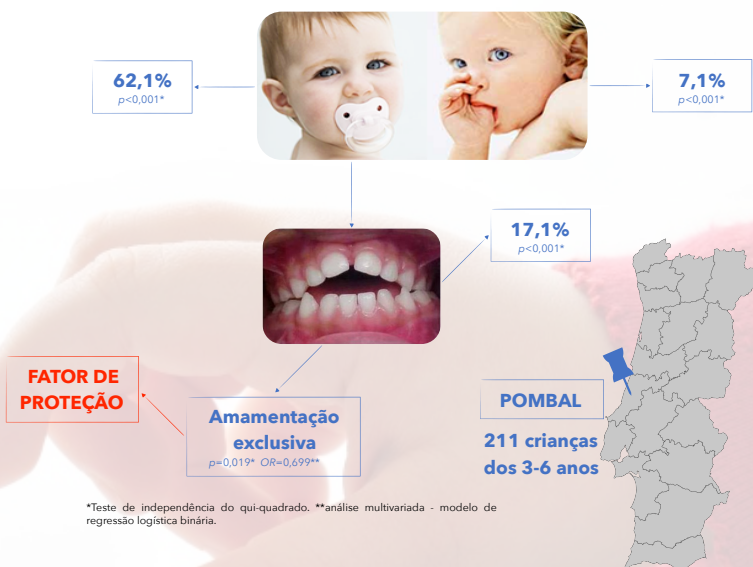 62,1%
p<0,001*
7,1%
p<0,001*
17,1%
p<0,001*
FATOR DE
PROTEÇÃO
Amamentação
exclusiva
p=0,019* OR=0,699**
POMBAL
211 crianças
dos 3-6 anos
*Teste de independência do qui-quadrado. **análise multivariada - modelo de
regressão logística binária.